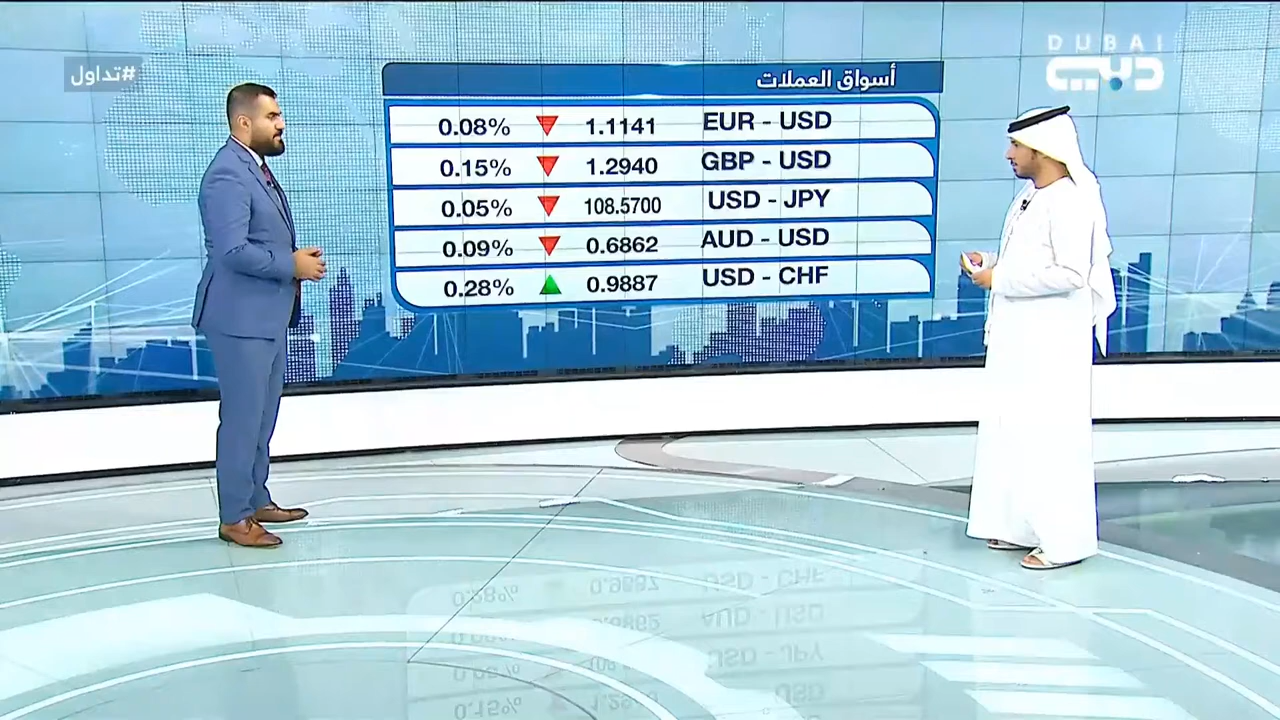 #تداول
DUBAI
دبي
أسواق العملات
EUR - USD 1.1141 ▼ 0.08%
GBP - USD 1.2940 ▼ 0.15%
USD - JPY 108.5700 ▼ 0.05%
AUD - USD 0.6862 ▼ 0.09%
USD - CHF 0.9887 ▲ 0.28%